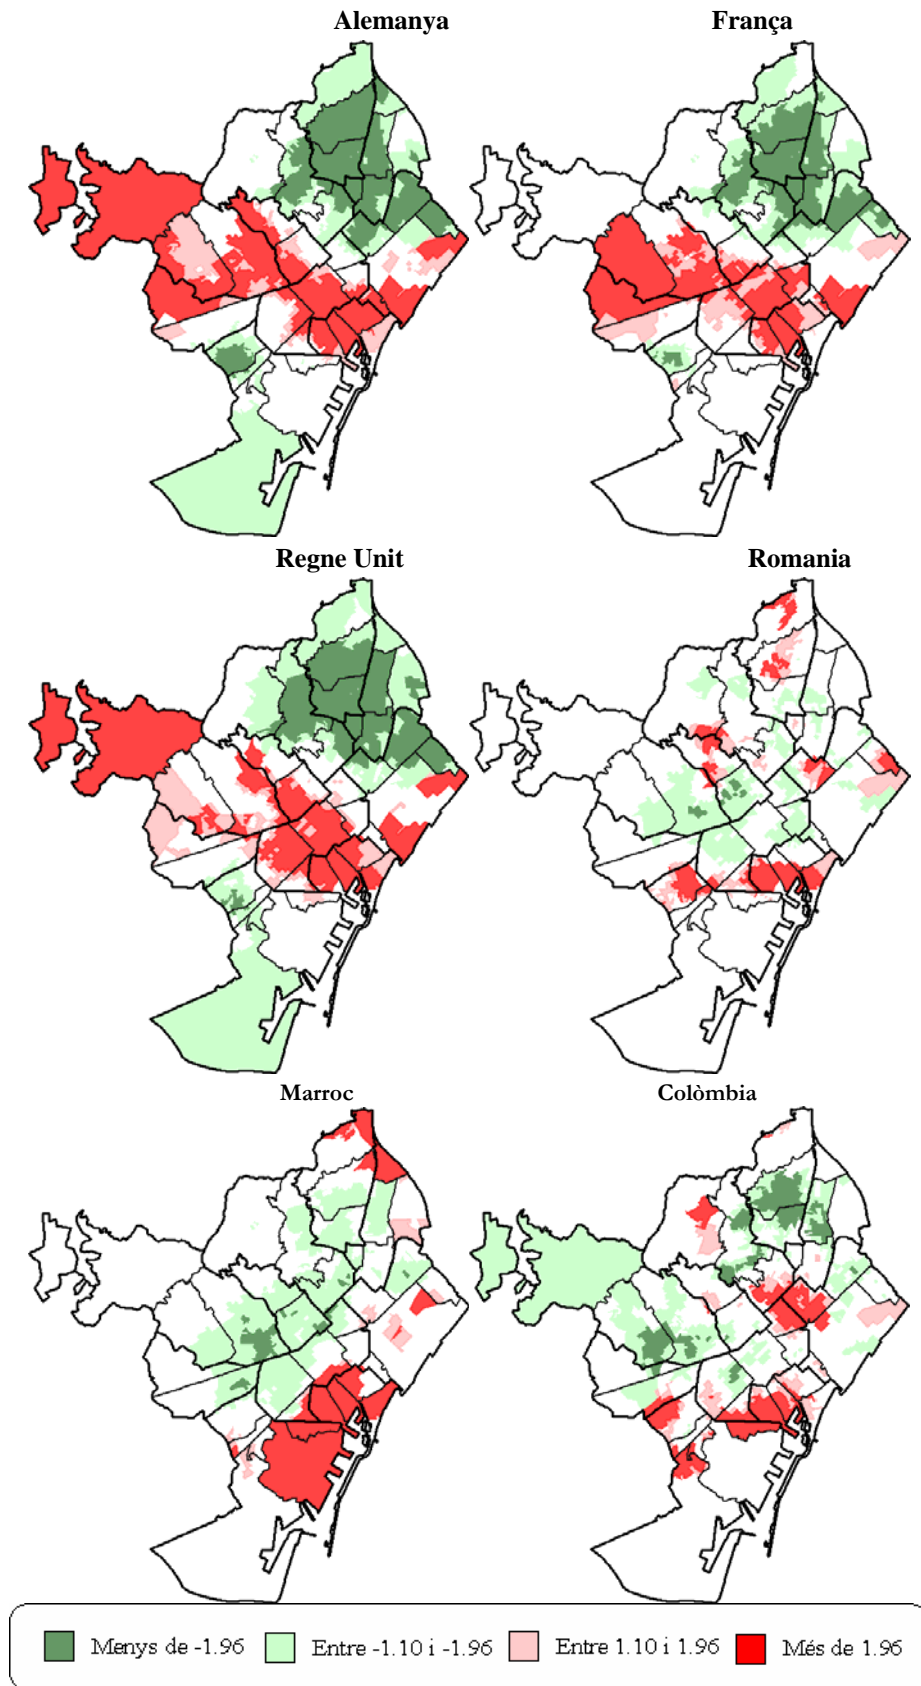 Alemanya
França
Regne Unit
Romania
Marroc
Colòmbia
Menys de -1.96
Entre -1.10 i -1.96
Entre 1.10 i 1.96
Més de 1.96